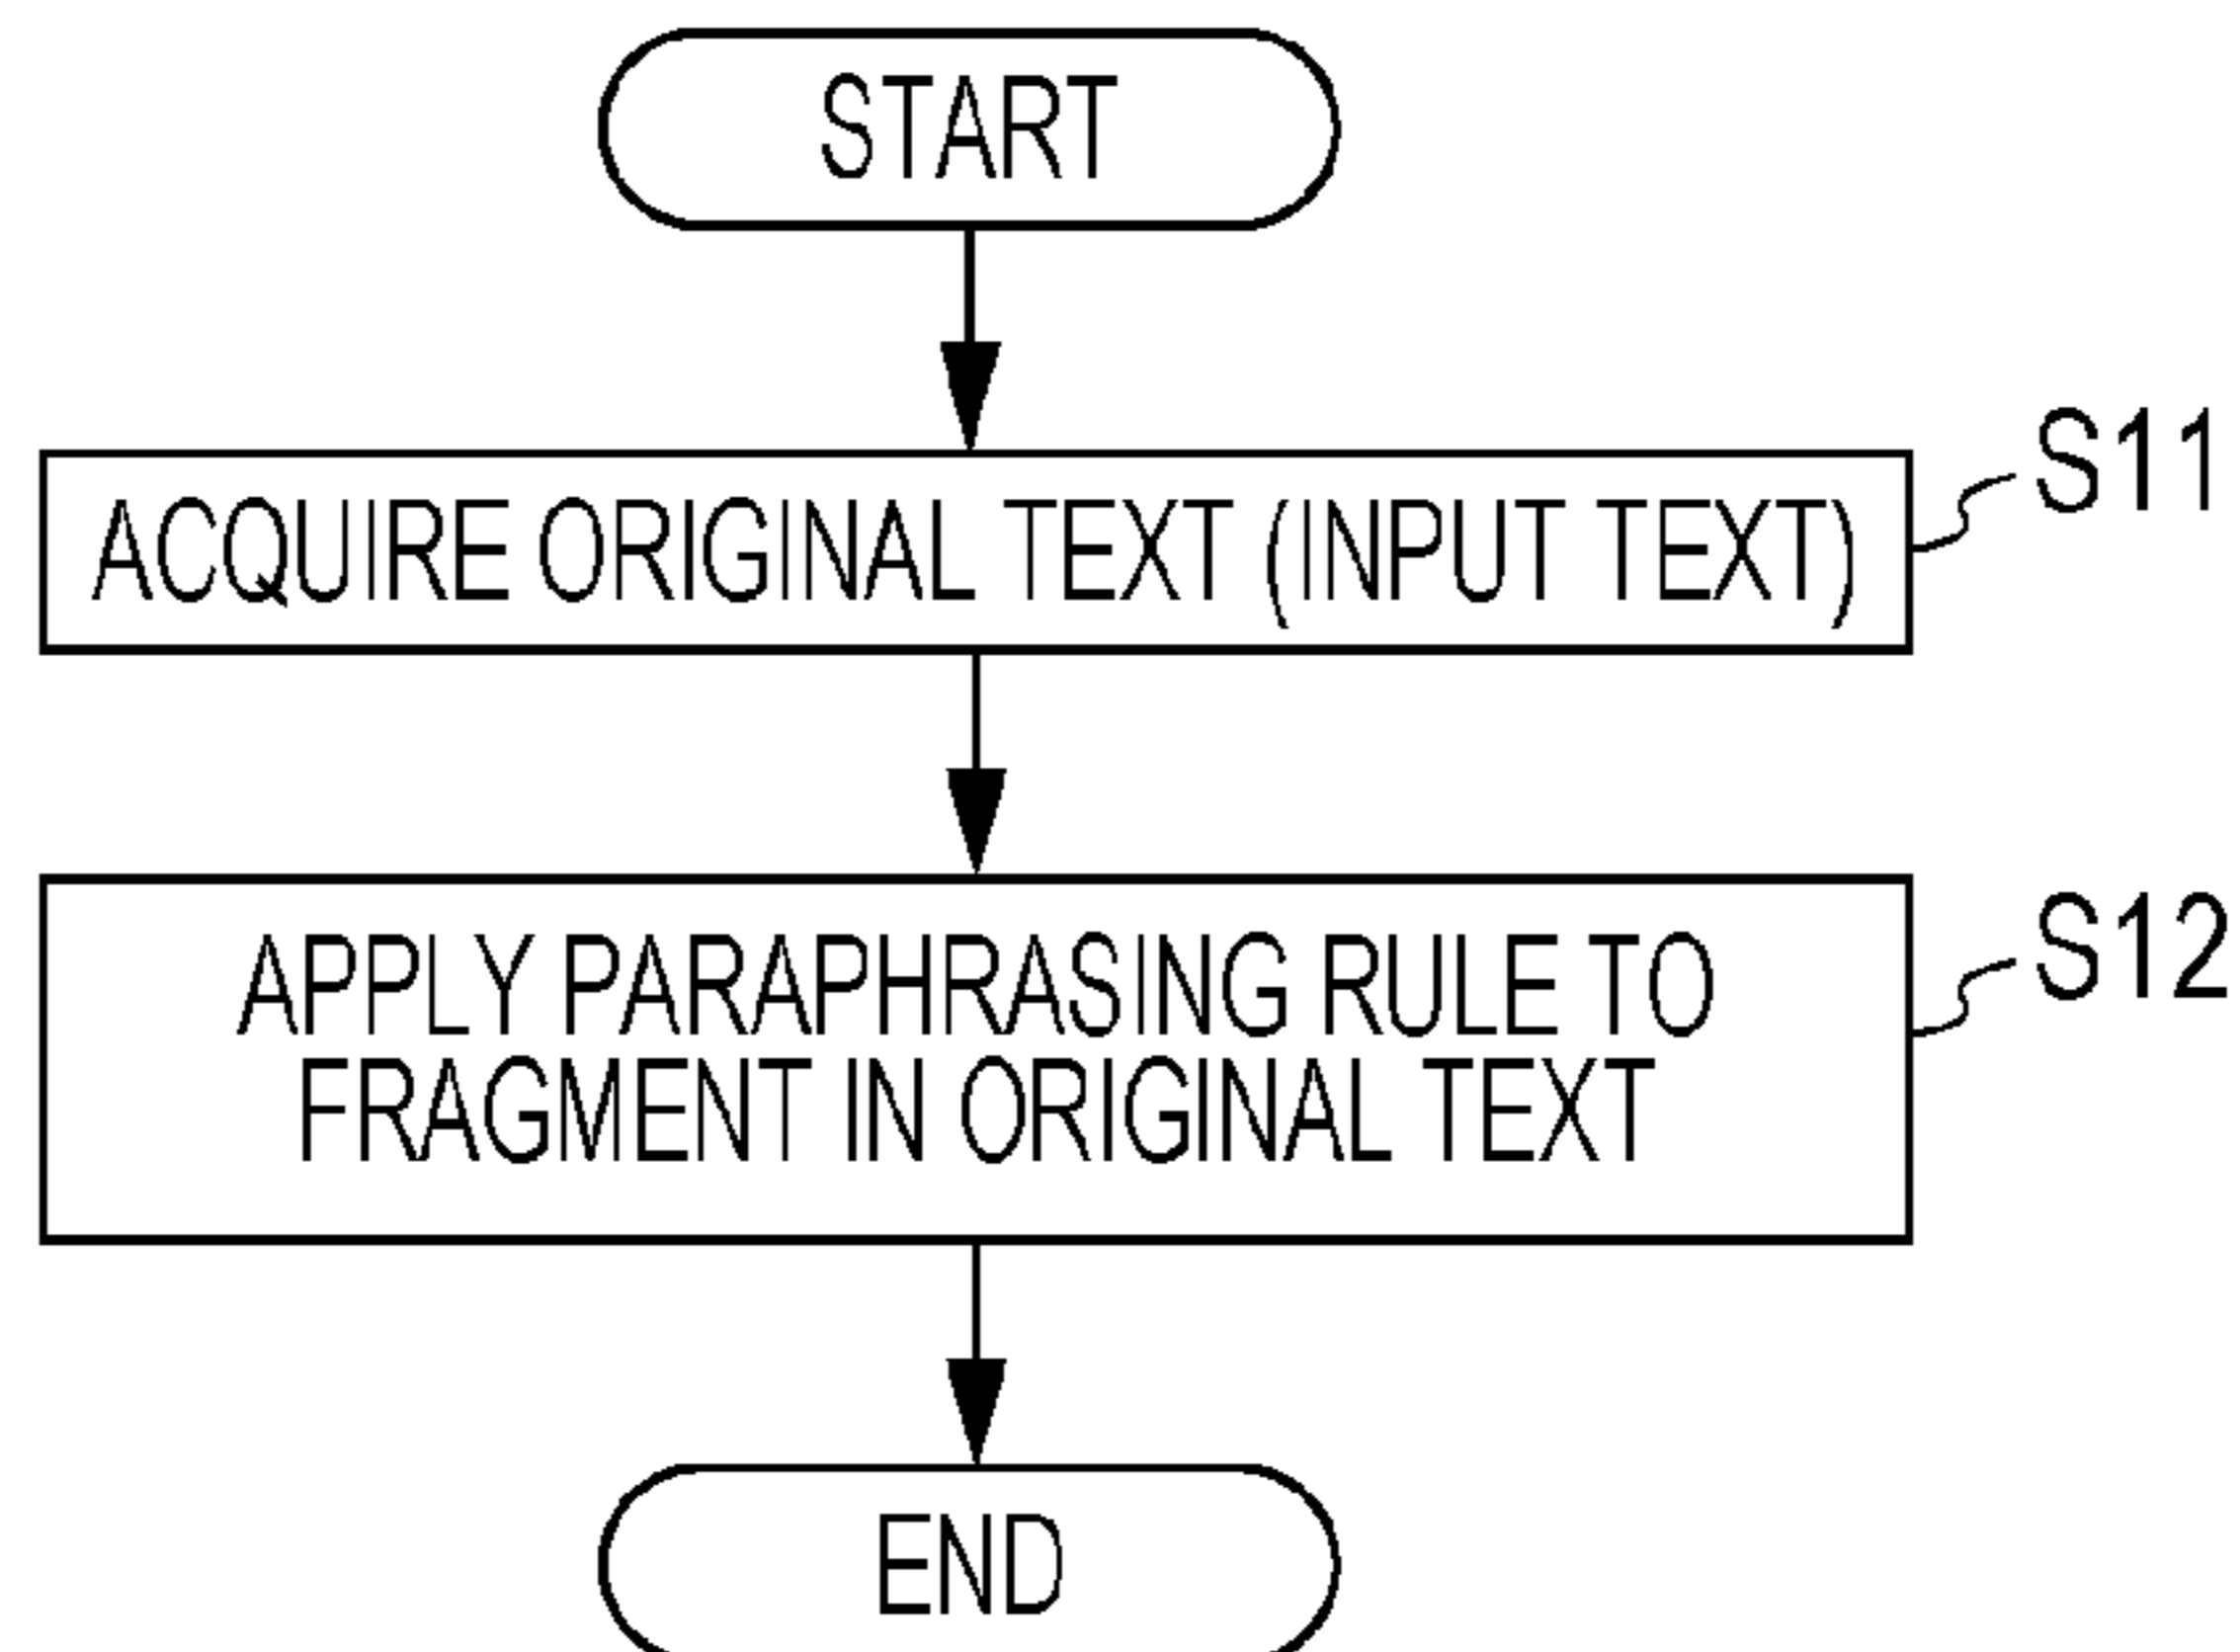 START
S11
ACQUIRE ORIGINAL TEXT (INPUT TEXT)
S12
APPLY PARAPHRASING RULE TO
FRAGMENT IN ORIGINAL TEXT
END